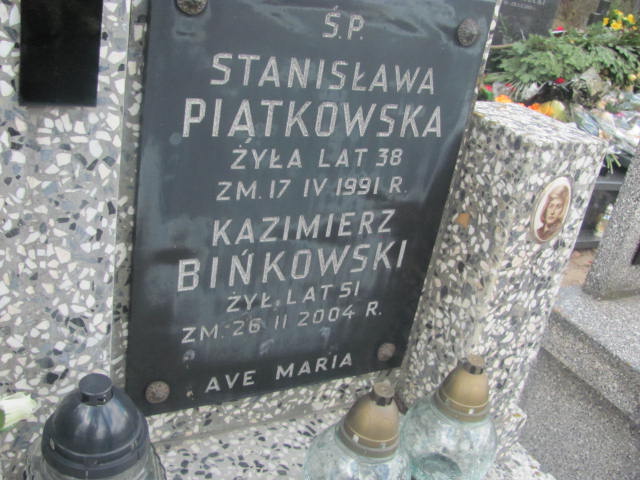 Ś.P.
STANISŁAWA
PIĄTKOWSKA
ŻYŁA LAT 38
ZM. 17 IV 1991 R.
KAZIMIERZ
BIŃKOWSKI
ŻYŁ LAT 51
ZM. 26 II 2004 R.
AVE MARIA